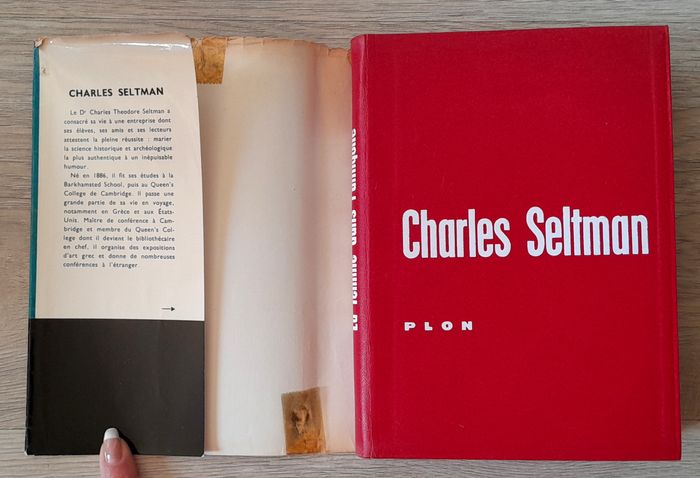 CHARLES SELTMAN
Le Dr Charles Theodore Seltman a
consacré sa vie à une entreprise dont
ses élèves, ses amis et ses lecteurs
attestent la pleine réussite : marier
la science historique et archéologique
la plus authentique à un inépuisable
humour.
Né en 1886, il fit ses études à la
Barkhamsted School, puis au Queen's
College de Cambridge. Il passe une
grande partie de sa vie en voyage,
notamment en Grèce et aux États-
Unis. Maître de conférence à Cam-
bridge et membre du Queen's Col-
lege dont il devient le bibliothécaire
en chef, il organise des expositions
d'art grec et donne de nombreuses
conférences à l'étranger.
La femme dans l'antiquité
Charles Seltman
PLON